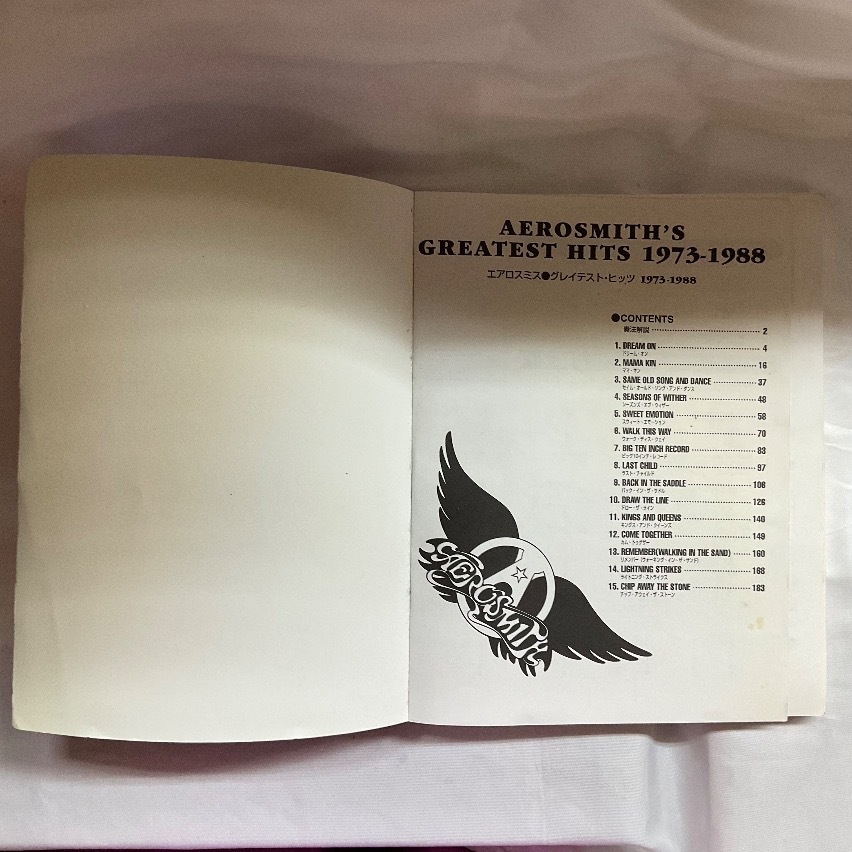 AEROSMITH'S
GREATEST HITS 1973-1988
エアロスミス●グレイテスト・ヒッツ 1973-1988
●CONTENTS
奏法解説 2
1. DREAM ON 4
ドリーム・オン
2. MAMA KIN 16
ママ・キン
3. SAME OLD SONG AND DANCE 37
セイム・オールド・ソング・アンド・ダンス
4. SEASONS OF WITHER 48
シーズンズ・オブ・ウィザー
5. SWEET EMOTION 58
スウィート・エモーション
6. WALK THIS WAY 70
ウォーク・ディス・ウェイ
7. BIG TEN INCH RECORD 83
ビッグ10インチ・レコード
8. LAST CHILD 97
ラスト・チャイルド
9. BACK IN THE SADDLE 106
バック・イン・ザ・サドル
10. DRAW THE LINE 126
ドロー・ザ・ライン
11. KINGS AND QUEENS 140
キングス・アンド・クイーンズ
12. COME TOGETHER 149
カム・トゥゲザー
13. REMEMBER(WALKING IN THE SAND) 160
リメンバー(ウォーキング・イン・ザ・サンド)
14. LIGHTNING STRIKES 168
ライトニング・ストライクス
15. CHIP AWAY THE STONE 183
チップ・アウェイ・ザ・ストーン
AEROSMITH